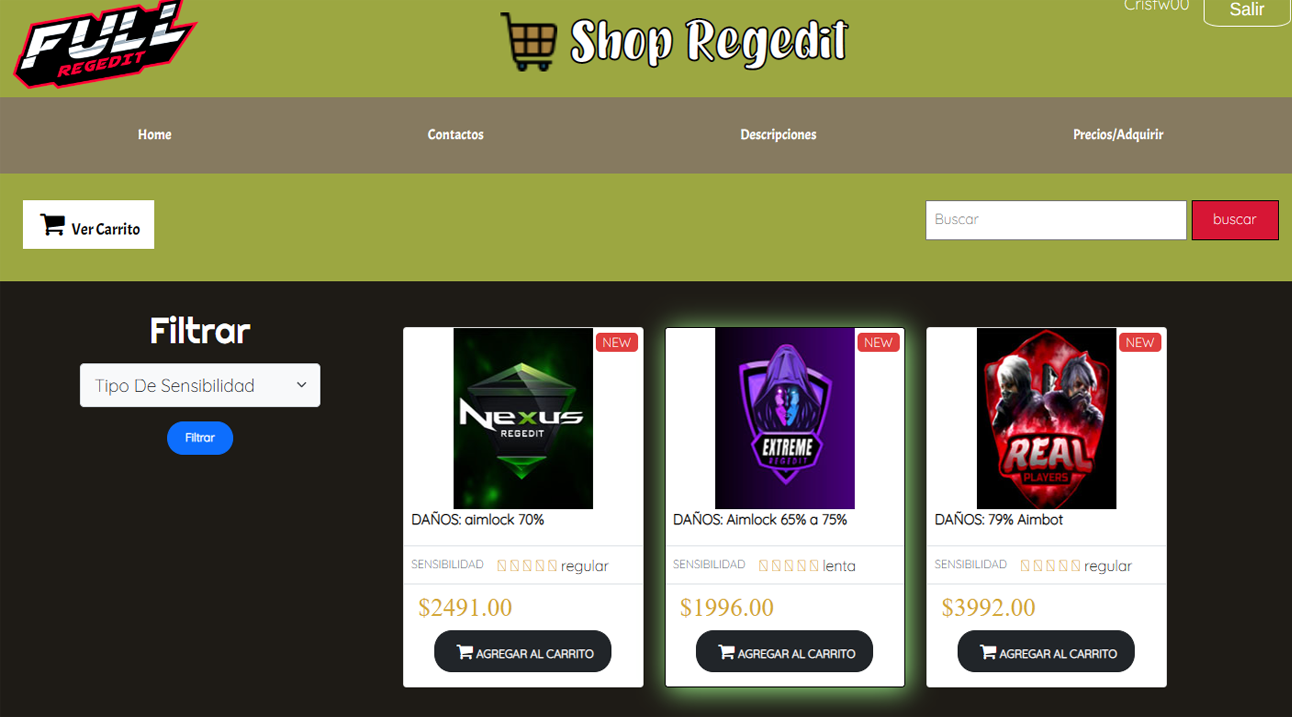 Cristw00
Salir
FULL
REGEDIT
Shop Regedit
Home
Contactos
Descripciones
Precios/Adquirir
Ver Carrito
Buscar
buscar
Filtrar
Tipo De Sensibilidad
Filtrar
NEW
NEXUS
REGEDIT
DAÑOS: aimlock 70%
SENSIBILIDAD regular
$2491.00
AGREGAR AL CARRITO
NEW
EXTREME
REGEDIT
DAÑOS: Aimlock 65% a 75%
SENSIBILIDAD lenta
$1996.00
AGREGAR AL CARRITO
NEW
REAL
PLAYERS
DAÑOS: 79% Aimbot
SENSIBILIDAD regular
$3992.00
AGREGAR AL CARRITO